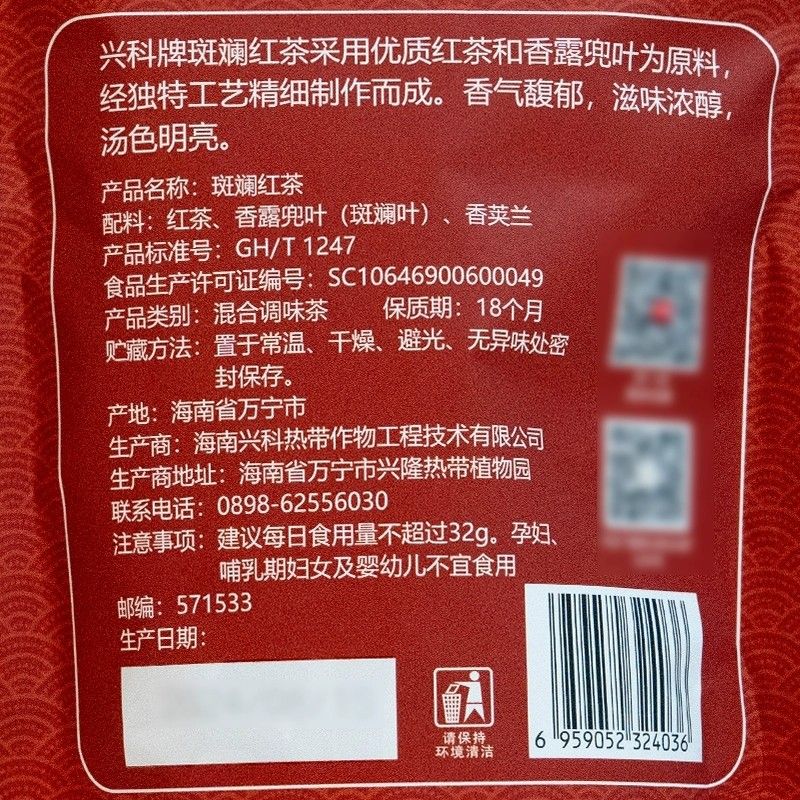 兴科牌斑斓红茶采用优质红茶和香露兜叶为原料，
经独特工艺精细制作而成。香气馥郁，滋味浓醇，
汤色明亮。
产品名称：斑斓红茶
配料：红茶、香露兜叶（斑斓叶）、香荚兰
产品标准号：GH/T 1247
食品生产许可证编号：SC10646900600049
产品类别：混合调味茶 保质期：18个月
贮藏方法：置于常温、干燥、避光、无异味处密
封保存。
产地：海南省万宁市
生产商：海南兴科热带作物工程技术有限公司
生产商地址：海南省万宁市兴隆热带植物园
联系电话：0898-62556030
注意事项：建议每日食用量不超过32g。孕妇、
哺乳期妇女及婴幼儿不宜食用
邮编：571533
生产日期：
请保持
环境清洁
6 959052 324036